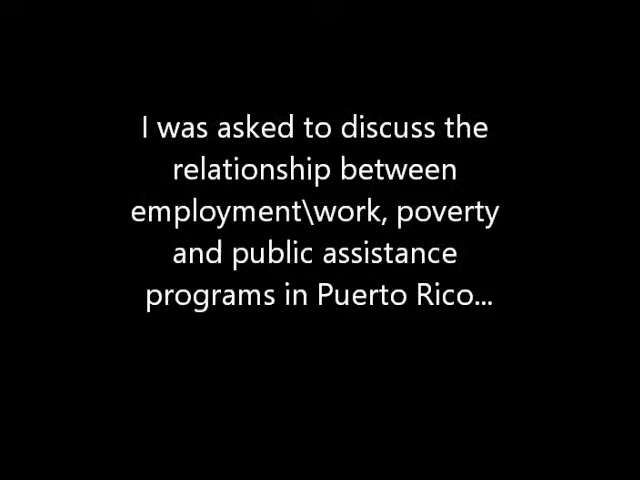 I was asked to discuss the
relationship between
employment\work, poverty
and public assistance
programs in Puerto Rico...